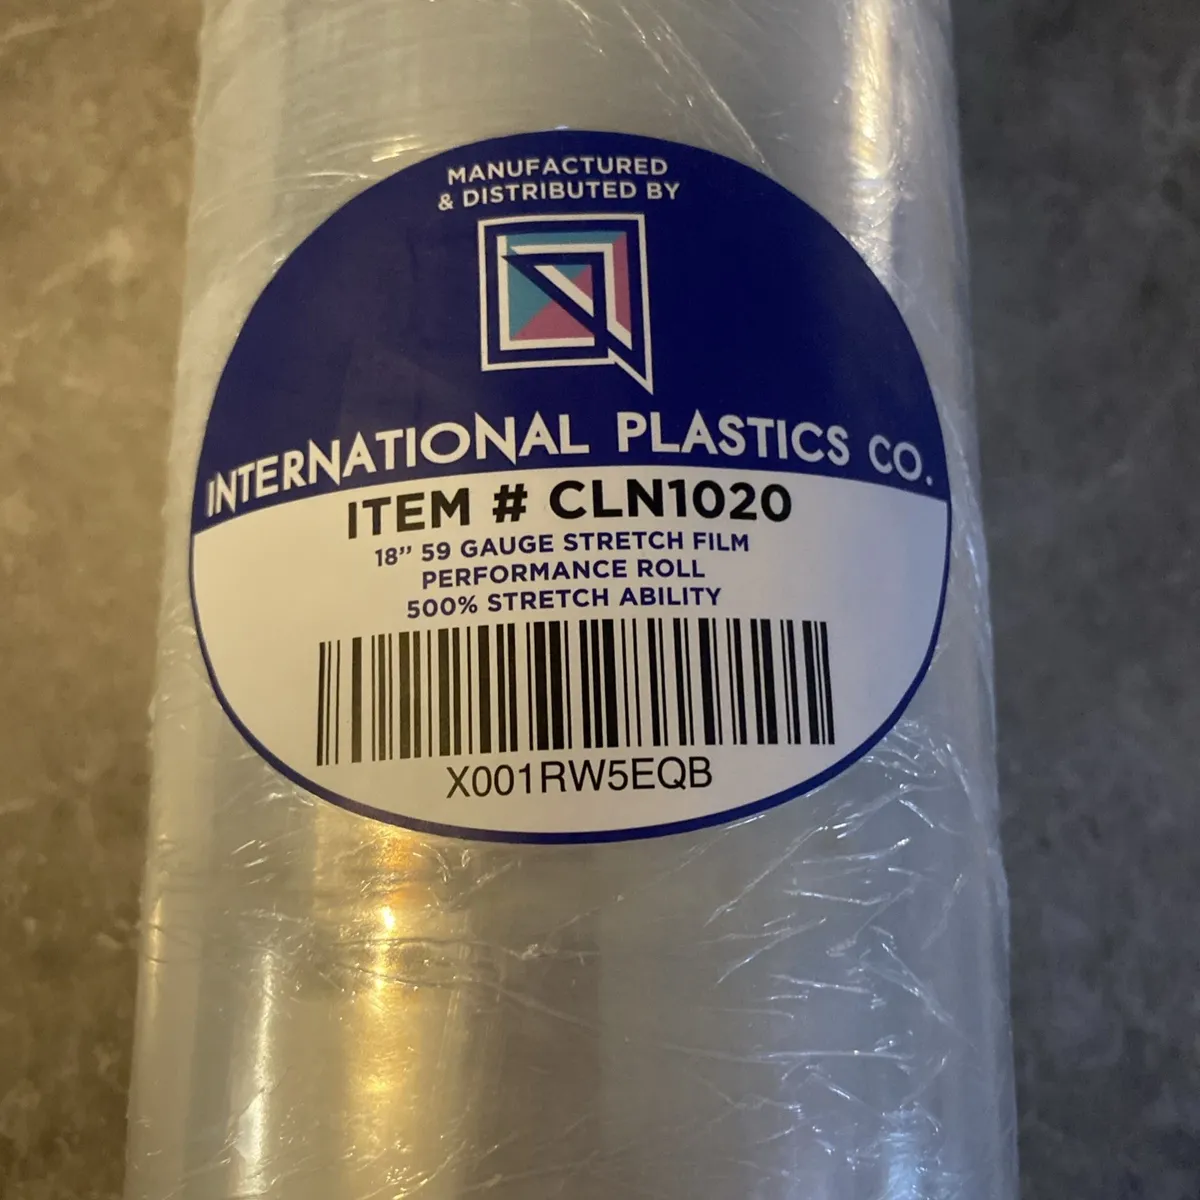 MANUFACTURED
& DISTRIBUTED BY
INTERNATIONAL PLASTICS CO.
ITEM # CLN1020
18” 59 GAUGE STRETCH FILM
PERFORMANCE ROLL
500% STRETCH ABILITY
X001RW5EQB